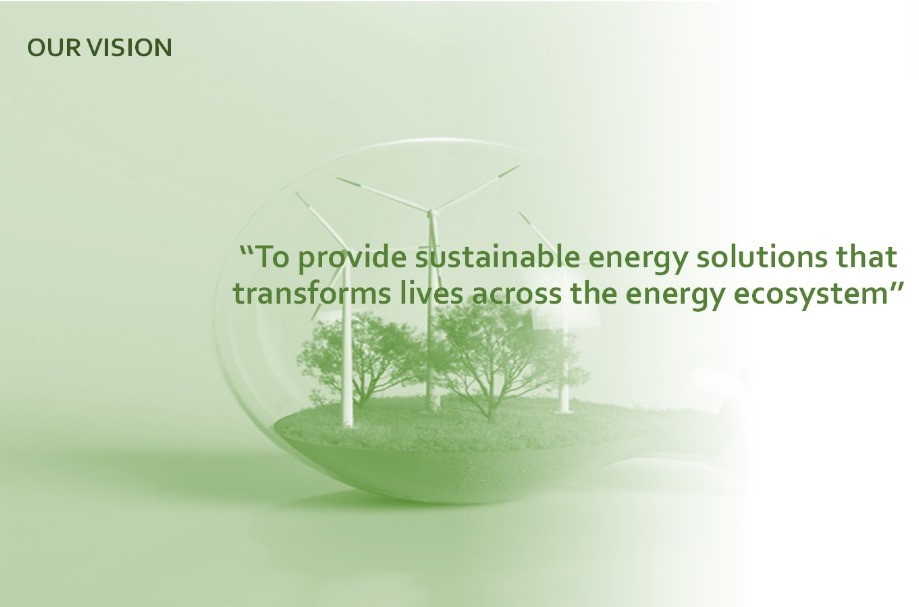 OUR VISION
“To provide sustainable energy solutions that
transforms lives across the energy ecosystem”